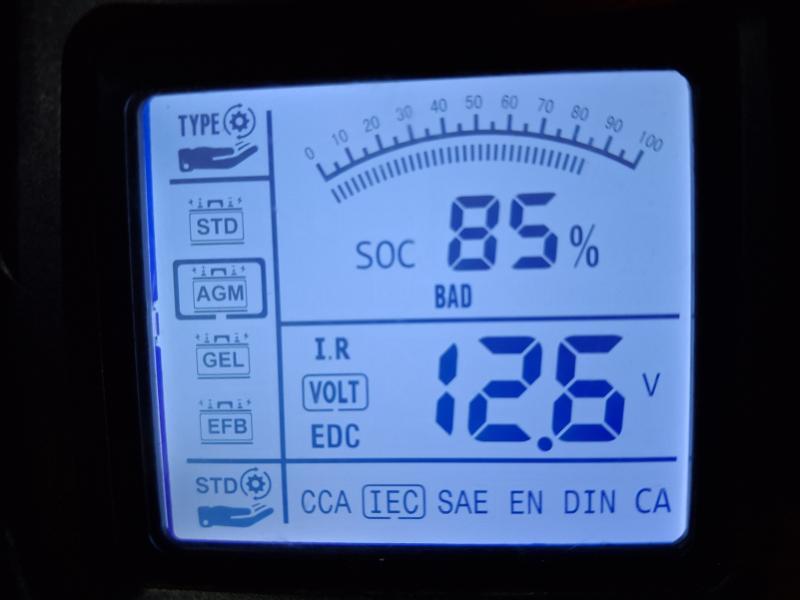 TYPE
STD
AGM
GEL
EFB
STD
0 10 20 30 40 50 60 70 80 90 100
SOC 85%
BAD
I.R
VOLT
EDC
12.6 V
CCA IEC SAE EN DIN CA